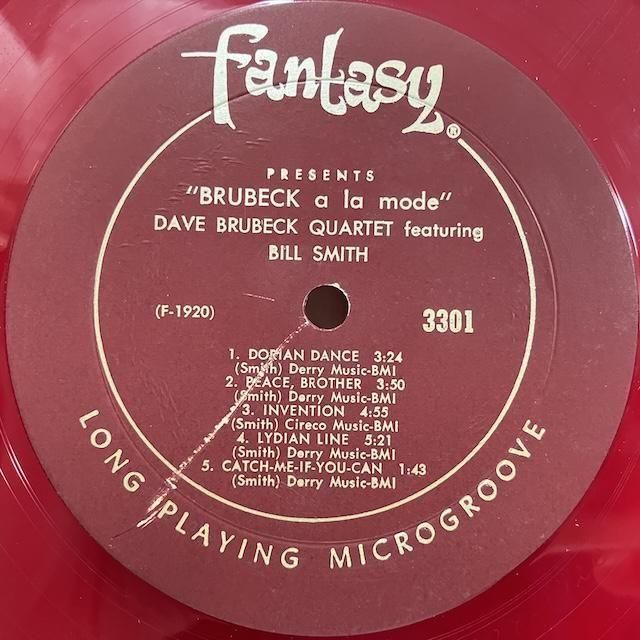 fantasy®
PRESENTS
"BRUBECK a la mode"
DAVE BRUBECK QUARTET featuring
BILL SMITH
(F-1920)
3301
1. DORIAN DANCE 3:24
(Smith) Derry Music-BMI
2. PEACE, BROTHER 3:50
(Smith) Derry Music-BMI
3. INVENTION 4:55
(Smith) Cireco Music-BMI
4. LYDIAN LINE 5:21
(Smith) Derry Music-BMI
5. CATCH-ME-IF-YOU-CAN 1:43
(Smith) Derry Music-BMI
LONG PLAYING MICROGROOVE